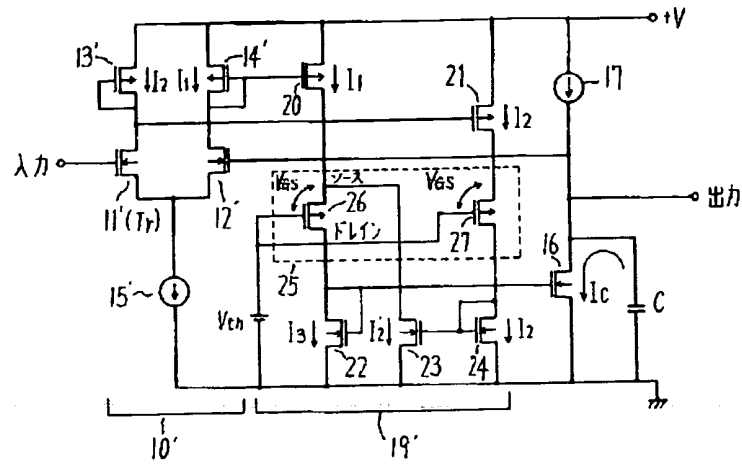 +V
13'
14'
I2
I1
20
I1
21
I2
17
入力
11'(Tr)
12'
VGS
ソース
26
ドレイン
VGS
27
25'
出力
16
IC
C
15'
Vth
I3
22
I2'
23
24
I2
10'
19'